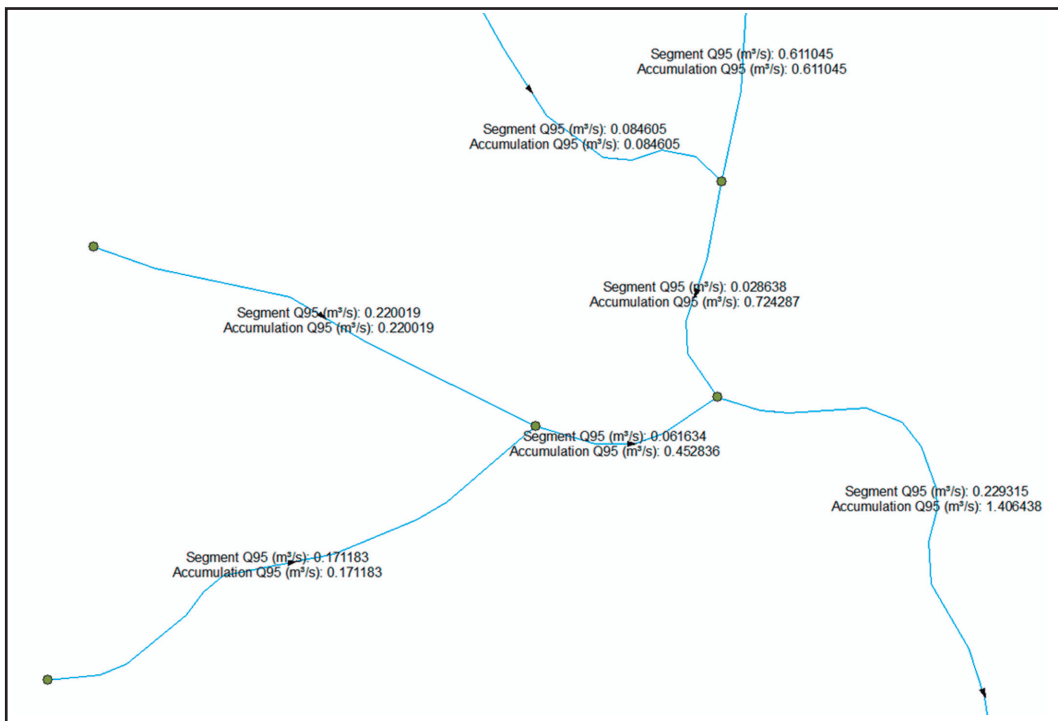 Segment Q95 (m³/s): 0.611045
Accumulation Q95 (m³/s): 0.611045
Segment Q95 (m³/s): 0.084605
Accumulation Q95 (m³/s): 0.084605
Segment Q95 (m³/s): 0.028638
Accumulation Q95 (m³/s): 0.724287
Segment Q95 (m³/s): 0.220019
Accumulation Q95 (m³/s): 0.220019
Segment Q95 (m³/s): 0.061634
Accumulation Q95 (m³/s): 0.452836
Segment Q95 (m³/s): 0.229315
Accumulation Q95 (m³/s): 1.406438
Segment Q95 (m³/s): 0.171183
Accumulation Q95 (m³/s): 0.171183